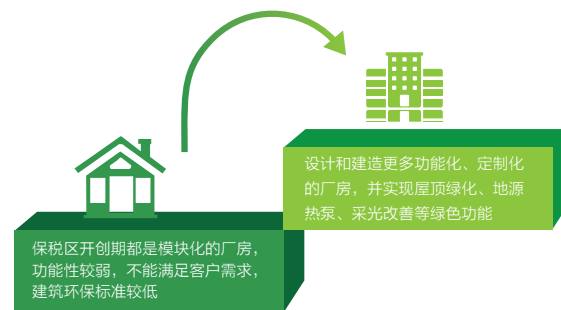 设计和建造更多功能化、定制化
的厂房，并实现屋顶绿化、地源
热泵、采光改善等绿色功能
保税区开创期都是模块化的厂房，
功能性较弱，不能满足客户需求，
建筑环保标准较低